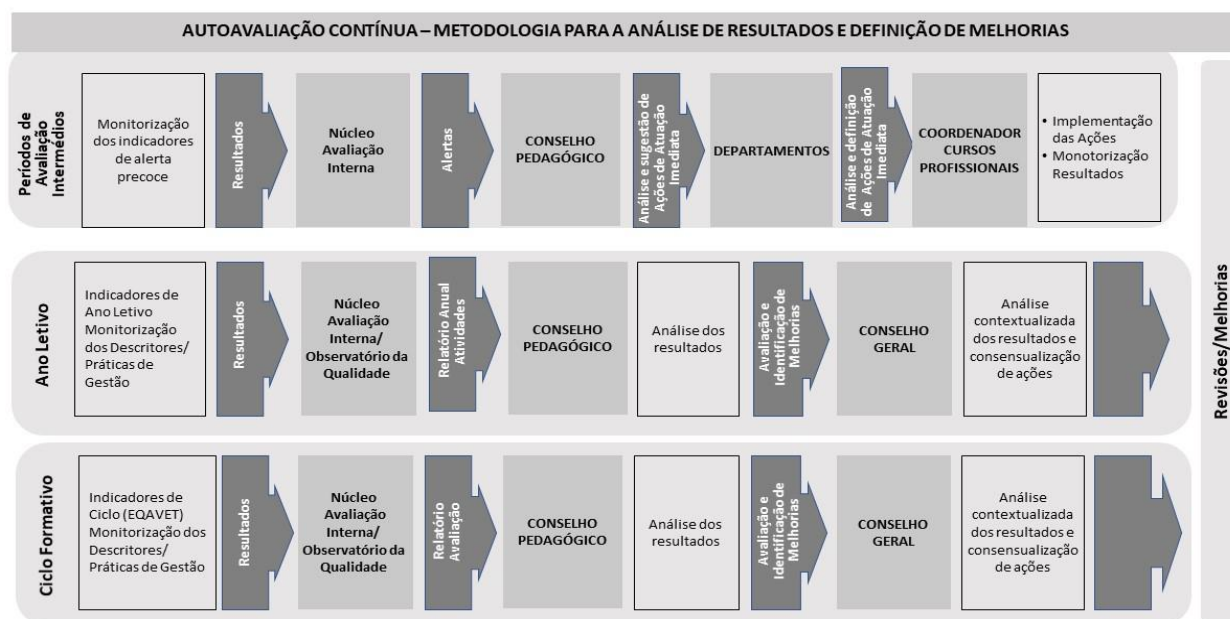 AUTOAVALIAÇÃO CONTÍNUA – METODOLOGIA PARA A ANÁLISE DE RESULTADOS E DEFINIÇÃO DE MELHORIAS
Períodos de
Avaliação
Intermédios
Monitorização
dos indicadores
de alerta
precoce
Resultados
Núcleo
Avaliação
Interna
Alertas
CONSELHO
PEDAGÓGICO
Análise e sugestão de
Ações de Atuação
Imediata
DEPARTAMENTOS
Análise e definição
de Ações de Atuação
Imediata
COORDENADOR
CURSOS
PROFISSIONAIS
• Implementação
das Ações
• Monotorização
Resultados
Ano Letivo
Indicadores de
Ano Letivo
Monitorização
dos Descritores/
Práticas de
Gestão
Resultados
Núcleo
Avaliação
Interna/
Observatório da
Qualidade
Relatório Anual
Atividades
CONSELHO
PEDAGÓGICO
Análise dos
resultados
Avaliação e
Identificação de
Melhorias
CONSELHO
GERAL
Análise
contextualizada
dos resultados e
consensualização
de ações
Ciclo Formativo
Indicadores de
Ciclo (EQAVET)
Monitorização dos
Descritores/
Práticas de Gestão
Resultados
Núcleo
Avaliação
Interna/
Observatório da
Qualidade
Relatório
Avaliação
CONSELHO
PEDAGÓGICO
Análise dos
resultados
Avaliação e
Identificação de
Melhorias
CONSELHO
GERAL
Análise
contextualizada
dos resultados e
consensualização
de ações
Revisões/Melhorias